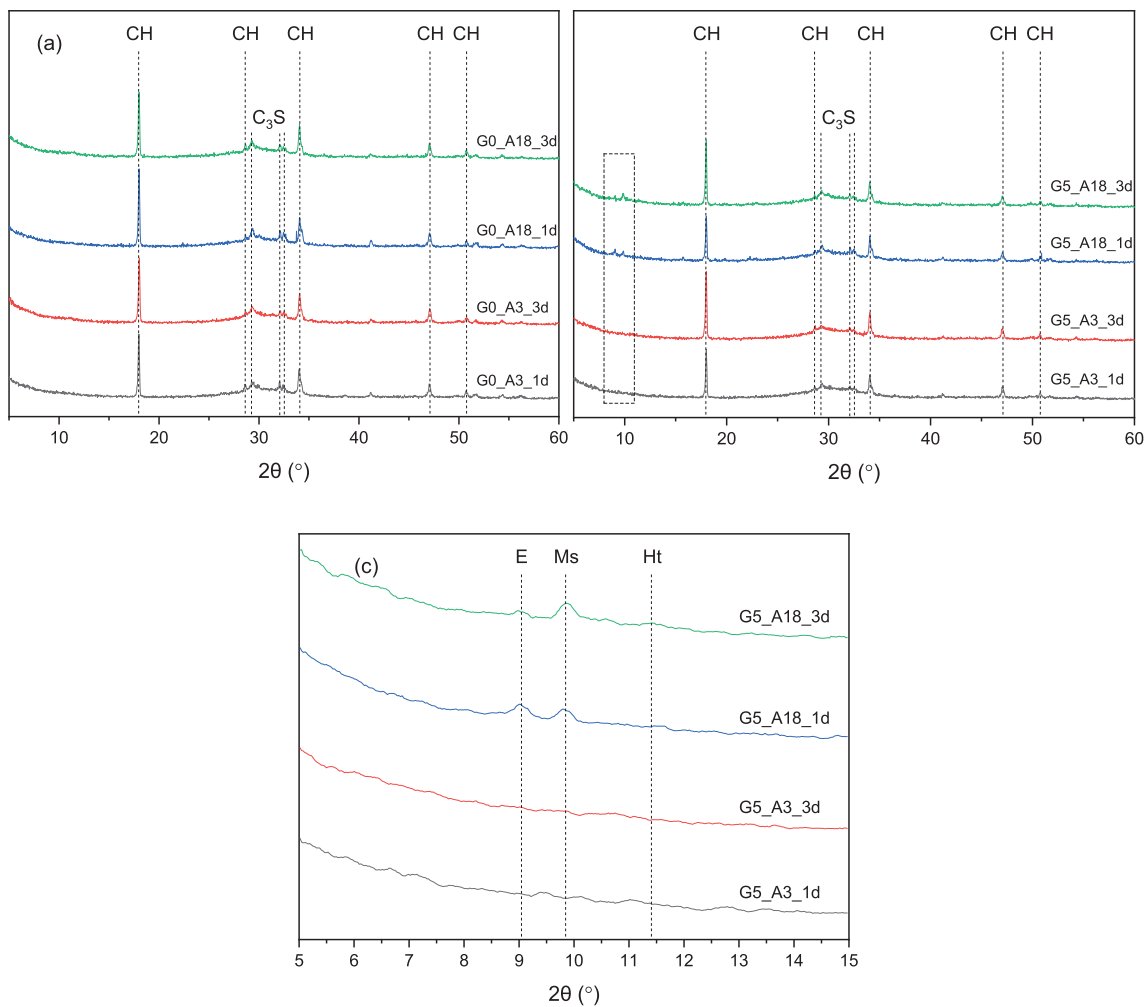 (a)
CH CH CH CH CH
C₃S
G0_A18_3d
G0_A18_1d
G0_A3_3d
G0_A3_1d
10 20 30 40 50 60
2θ (°)
CH CH CH CH CH
C₃S
G5_A18_3d
G5_A18_1d
G5_A3_3d
G5_A3_1d
10 20 30 40 50 60
2θ (°)
(c)
E Ms Ht
G5_A18_3d
G5_A18_1d
G5_A3_3d
G5_A3_1d
5 6 7 8 9 10 11 12 13 14 15
2θ (°)